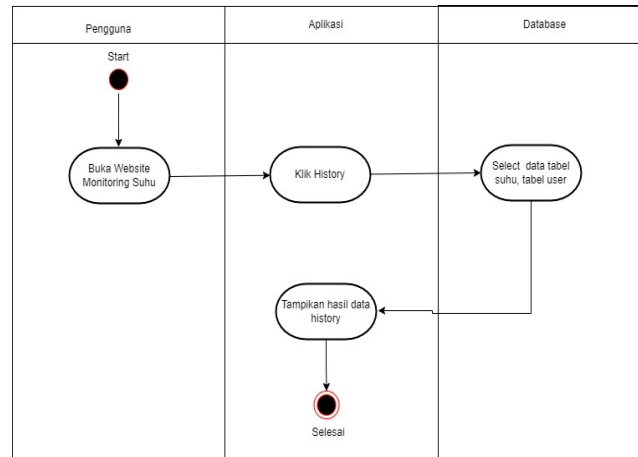 Pengguna
Aplikasi
Database
Start
Buka Website
Monitoring Suhu
Klik History
Select data tabel
suhu, tabel user
Tampikan hasil data
history
Selesai